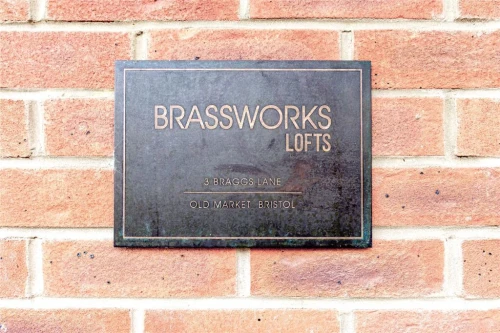 BRASSWORKS
LOFTS
3 BRAGGS LANE
OLD MARKET BRISTOL